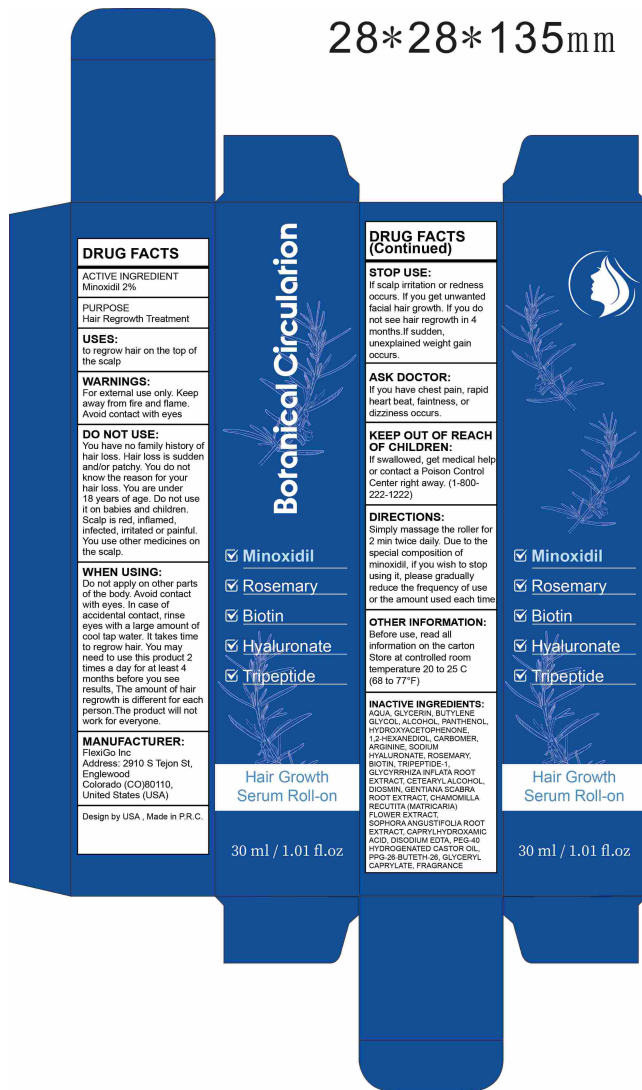 28*28*135mm
DRUG FACTS
ACTIVE INGREDIENT
Minoxidil 2%
PURPOSE
Hair Regrowth Treatment
USES:
to regrow hair on the top of
the scalp
WARNINGS:
For external use only. Keep
away from fire and flame.
Avoid contact with eyes
DO NOT USE:
You have no family history of
hair loss. Hair loss is sudden
and/or patchy. You do not
know the reason for your
hair loss. You are under
18 years of age. Do not use
it on babies and children.
Scalp is red, inflamed,
infected, irritated or painful.
You use other medicines on
the scalp.
WHEN USING:
Do not apply on other parts
of the body. Avoid contact
with eyes. In case of
accidental contact, rinse
eyes with a large amount of
cool tap water. It takes time
to regrow hair. You may
need to use this product 2
times a day for at least 4
months before you see
results, The amount of hair
regrowth is different for each
person.The product will not
work for everyone.
MANUFACTURER:
FlexiGo Inc
Address: 2910 S Tejon St,
Englewood
Colorado (CO)80110,
United States (USA)
Design by USA , Made in P.R.C.
Botanical Circulation
Minoxidil
Rosemary
Biotin
Hyaluronate
Tripeptide
Hair Growth
Serum Roll-on
30 ml / 1.01 fl.oz
DRUG FACTS
(Continued)
STOP USE:
If scalp irritation or redness
occurs. If you get unwanted
facial hair growth. If you do
not see hair regrowth in 4
months.If sudden,
unexplained weight gain
occurs.
ASK DOCTOR:
If you have chest pain, rapid
heart beat, faintness, or
dizziness occurs.
KEEP OUT OF REACH
OF CHILDREN:
If swallowed, get medical help
or contact a Poison Control
Center right away. (1-800-
222-1222)
DIRECTIONS:
Simply massage the roller for
2 min twice daily. Due to the
special composition of
minoxidil, if you wish to stop
using it, please gradually
reduce the frequency of use
or the amount used each time
OTHER INFORMATION:
Before use, read all
information on the carton
Store at controlled room
temperature 20 to 25 C
(68 to 77°F)
INACTIVE INGREDIENTS:
AQUA, GLYCERIN, BUTYLENE
GLYCOL, ALCOHOL, PANTHENOL,
HYDROXYACETOPHENONE,
1,2-HEXANEDIOL, CARBOMER,
ARGININE, SODIUM
HYALURONATE, ROSEMARY,
BIOTIN, TRIPEPTIDE-1,
GLYCYRRHIZA INFLATA ROOT
EXTRACT, CETEARYL ALCOHOL,
DIOSMIN, GENTIANA SCABRA
ROOT EXTRACT, CHAMOMILLA
RECUTITA (MATRICARIA)
FLOWER EXTRACT,
SOPHORA ANGUSTIFOLIA ROOT
EXTRACT, CAPRYLHYDROXAMIC
ACID, DISODIUM EDTA, PEG-40
HYDROGENATED CASTOR OIL,
PPG-26-BUTETH-26, GLYCERYL
CAPRYLATE, FRAGRANCE
Minoxidil
Rosemary
Biotin
Hyaluronate
Tripeptide
Hair Growth
Serum Roll-on
30 ml / 1.01 fl.oz